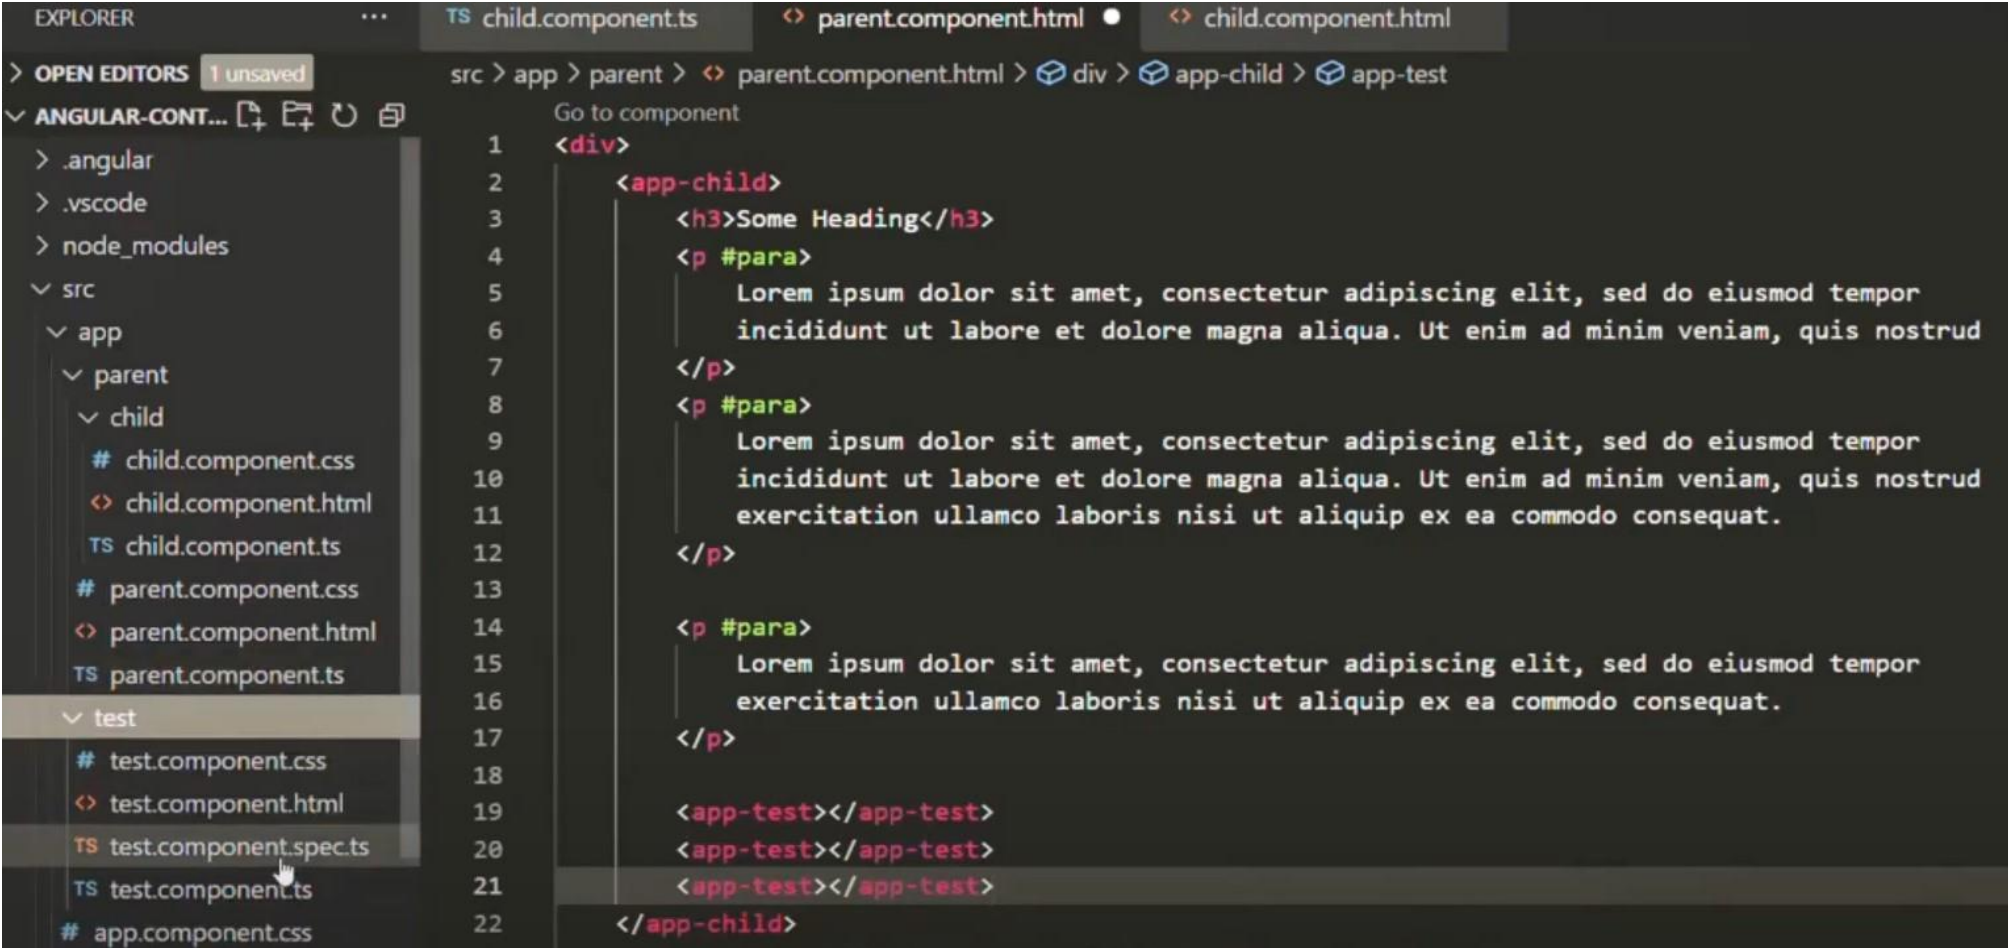 EXPLORER ...
OPEN EDITORS 1 unsaved
ANGULAR-CONT...
.angular
.vscode
node_modules
src
app
parent
child
# child.component.css
<> child.component.html
TS child.component.ts
# parent.component.css
<> parent.component.html
TS parent.component.ts
test
# test.component.css
<> test.component.html
TS test.component.spec.ts
TS test.component.ts
# app.component.css
TS child.component.ts <> parent.component.html ● <> child.component.html
src > app > parent > <> parent.component.html > div > app-child > app-test
Go to component
1 <div>
2 <app-child>
3 <h3>Some Heading</h3>
4 <p #para>
5 Lorem ipsum dolor sit amet, consectetur adipiscing elit, sed do eiusmod tempor
6 incididunt ut labore et dolore magna aliqua. Ut enim ad minim veniam, quis nostrud
7 </p>
8 <p #para>
9 Lorem ipsum dolor sit amet, consectetur adipiscing elit, sed do eiusmod tempor
10 incididunt ut labore et dolore magna aliqua. Ut enim ad minim veniam, quis nostrud
11 exercitation ullamco laboris nisi ut aliquip ex ea commodo consequat.
12 </p>
13
14 <p #para>
15 Lorem ipsum dolor sit amet, consectetur adipiscing elit, sed do eiusmod tempor
16 exercitation ullamco laboris nisi ut aliquip ex ea commodo consequat.
17 </p>
18
19 <app-test></app-test>
20 <app-test></app-test>
21 <app-test></app-test>
22 </app-child>